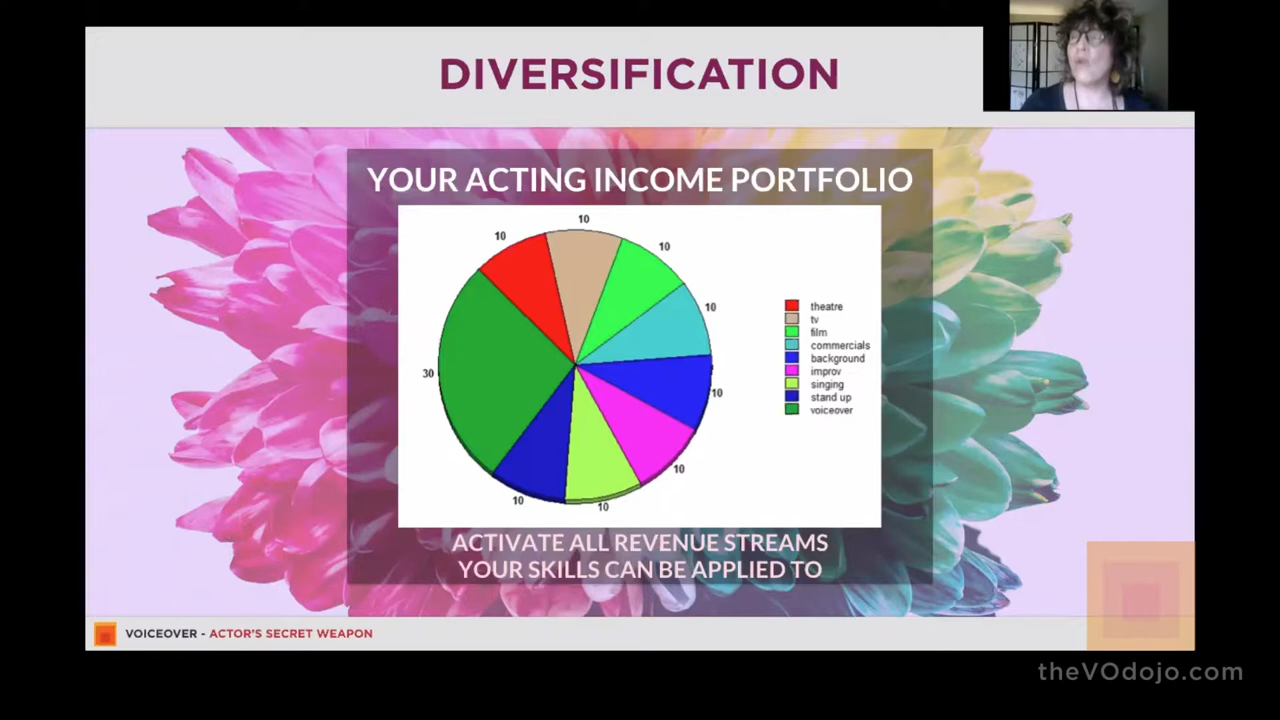 DIVERSIFICATION
YOUR ACTING INCOME PORTFOLIO
10
10
10
10
10
10
10
10
30
theatre
tv
film
commercials
background
improv
singing
stand up
voiceover
ACTIVATE ALL REVENUE STREAMS
YOUR SKILLS CAN BE APPLIED TO
VOICEOVER - ACTOR'S SECRET WEAPON
theVOdojo.com